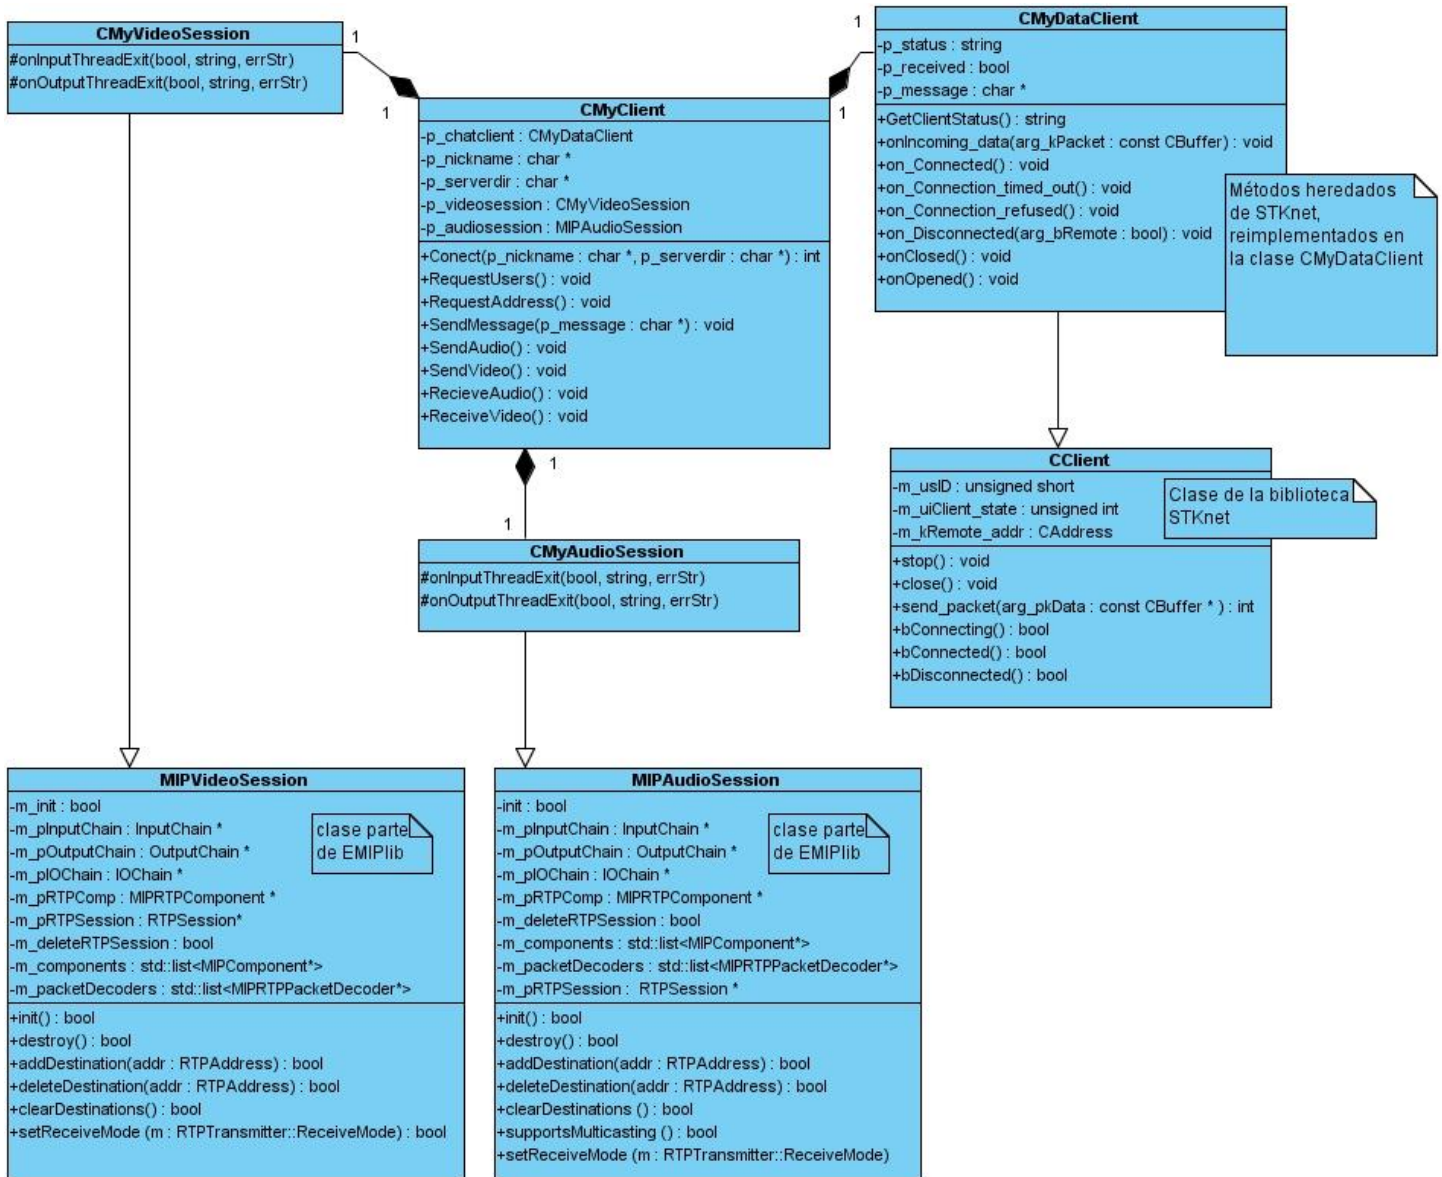 CMyVideoSession
#onInputThreadExit(bool, string, errStr)
#onOutputThreadExit(bool, string, errStr)
1
1
CMyClient
-p_chatclient : CMyDataClient
-p_nickname : char *
-p_serverdir : char *
-p_videosession : CMyVideoSession
-p_audiosession : MIPAudioSession
+Conect(p_nickname : char *, p_serverdir : char *) : int
+RequestUsers() : void
+RequestAddress() : void
+SendMessage(p_message : char *) : void
+SendAudio() : void
+SendVideo() : void
+RecieveAudio() : void
+ReceiveVideo() : void
1
1
CMyDataClient
-p_status : string
-p_received : bool
-p_message : char *
+GetClientStatus() : string
+onIncoming_data(arg_kPacket : const CBuffer) : void
+on_Connected() : void
+on_Connection_timed_out() : void
+on_Connection_refused() : void
+on_Disconnected(arg_bRemote : bool) : void
+onClosed() : void
+onOpened() : void
Métodos heredados
de STKnet,
reimplementados en
la clase CMyDataClient
CClient
-m_usID : unsigned short
-m_uiClient_state : unsigned int
-m_kRemote_addr : CAddress
+stop() : void
+close() : void
+send_packet(arg_pkData : const CBuffer * ) : int
+bConnecting() : bool
+bConnected() : bool
+bDisconnected() : bool
Clase de la biblioteca
STKnet
1
1
CMyAudioSession
#onInputThreadExit(bool, string, errStr)
#onOutputThreadExit(bool, string, errStr)
MIPVideoSession
-m_init : bool
-m_pInputChain : InputChain *
-m_pOutputChain : OutputChain *
-m_pIOChain : IOChain *
-m_pRTPComp : MIPRTPComponent *
-m_pRTPSession : RTPSession*
-m_deleteRTPSession : bool
-m_components : std::list<MIPComponent*>
-m_packetDecoders : std::list<MIPRTPPacketDecoder*>
+init() : bool
+destroy() : bool
+addDestination(addr : RTPAddress) : bool
+deleteDestination(addr : RTPAddress) : bool
+clearDestinations() : bool
+setReceiveMode (m : RTPTransmitter::ReceiveMode) : bool
clase parte
de EMIPlib
MIPAudioSession
-init : bool
-m_pInputChain : InputChain *
-m_pOutputChain : OutputChain *
-m_pIOChain : IOChain *
-m_pRTPComp : MIPRTPComponent *
-m_deleteRTPSession : bool
-m_components : std::list<MIPComponent*>
-m_packetDecoders : std::list<MIPRTPPacketDecoder*>
-m_pRTPSession : RTPSession *
+init() : bool
+destroy() : bool
+addDestination(addr : RTPAddress) : bool
+deleteDestination(addr : RTPAddress) : bool
+clearDestinations () : bool
+supportsMulticasting () : bool
+setReceiveMode (m : RTPTransmitter::ReceiveMode)
clase parte
de EMIPlib